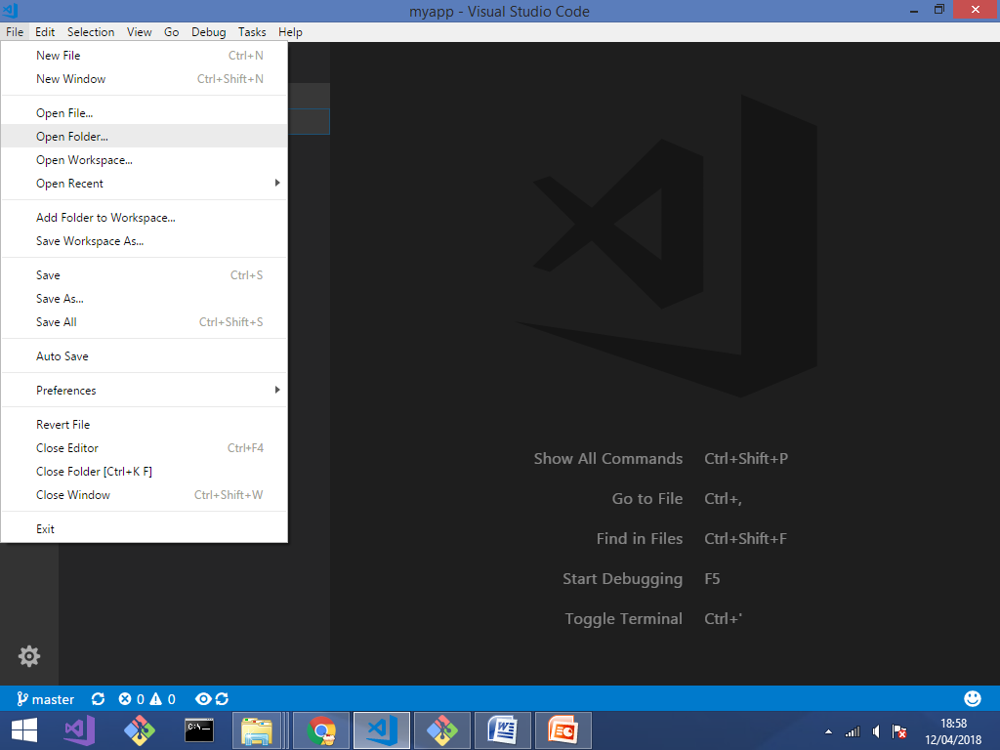 myapp - Visual Studio Code
File Edit Selection View Go Debug Tasks Help
New File Ctrl+N
New Window Ctrl+Shift+N
Open File...
Open Folder...
Open Workspace...
Open Recent
Add Folder to Workspace...
Save Workspace As...
Save Ctrl+S
Save As...
Save All Ctrl+Shift+S
Auto Save
Preferences
Revert File
Close Editor Ctrl+F4
Close Folder [Ctrl+K F]
Close Window Ctrl+Shift+W
Exit
Show All Commands Ctrl+Shift+P
Go to File Ctrl+,
Find in Files Ctrl+Shift+F
Start Debugging F5
Toggle Terminal Ctrl+'
master 0 0
C:\_
18:58
12/04/2018